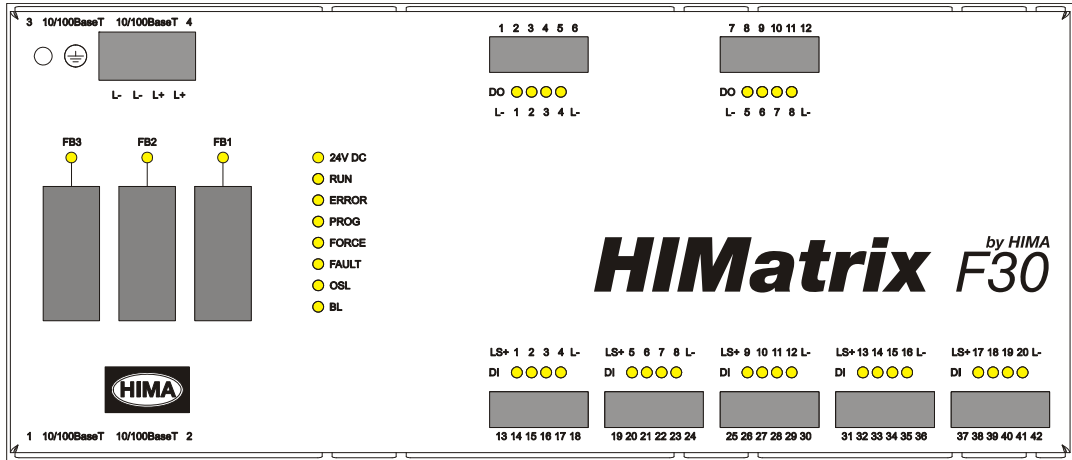 3 10/100BaseT 10/100BaseT 4
L- L- L+ L+
1 2 3 4 5 6
DO
L- 1 2 3 4 L-
7 8 9 10 11 12
DO
L- 5 6 7 8 L-
FB3 FB2 FB1
24V DC
RUN
ERROR
PROG
FORCE
FAULT
OSL
BL
HIMatrix
by HIMA
F30
LS+ 1 2 3 4 L-
DI
13 14 15 16 17 18
LS+ 5 6 7 8 L-
DI
19 20 21 22 23 24
LS+ 9 10 11 12 L-
DI
25 26 27 28 29 30
LS+ 13 14 15 16 L-
DI
31 32 33 34 35 36
LS+ 17 18 19 20 L-
DI
37 38 39 40 41 42
HIMA
1 10/100BaseT 10/100BaseT 2